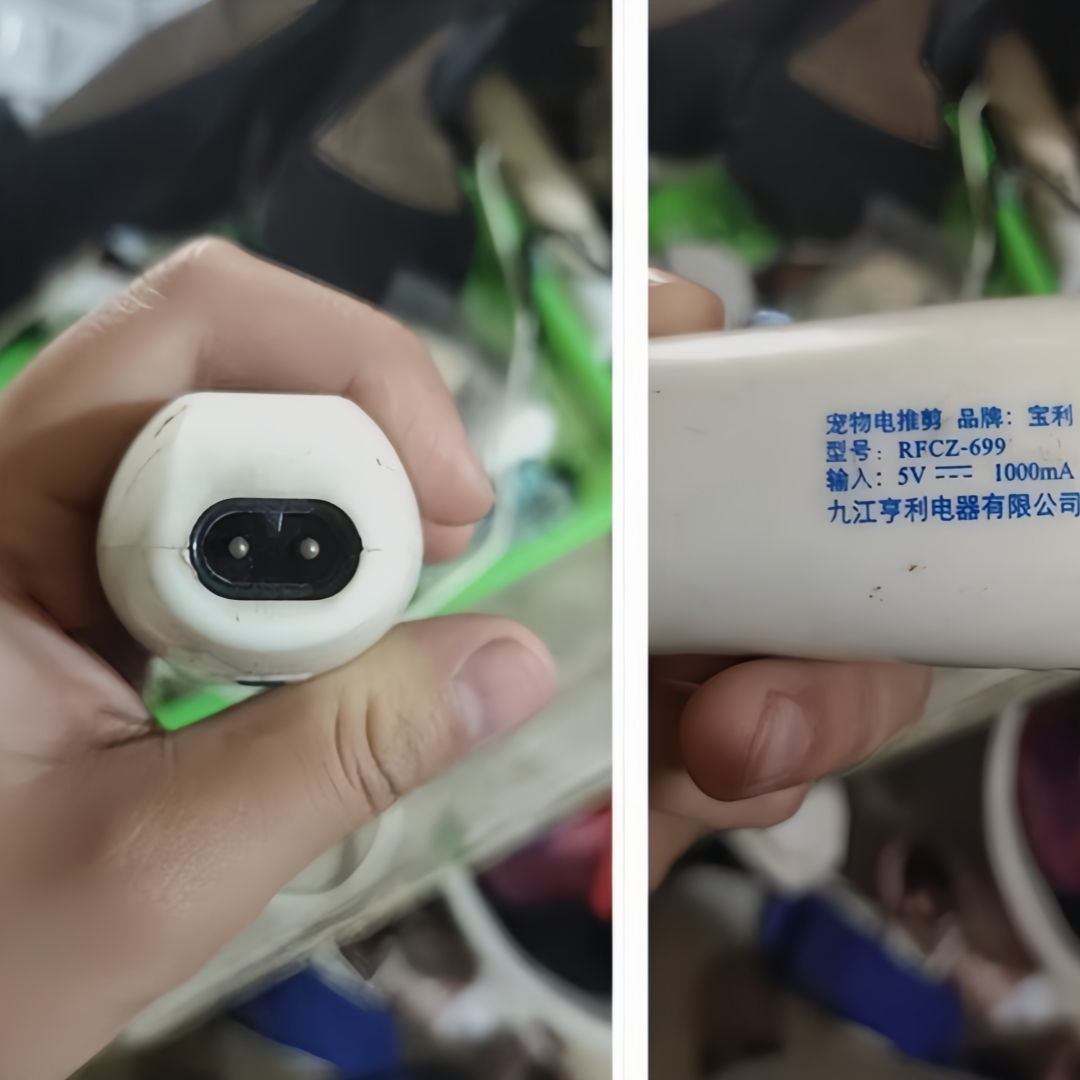 宠物电推剪 品牌：宝利
型号：RFCZ-699
输入：5V ⎓ 1000mA
九江亨利电器有限公司